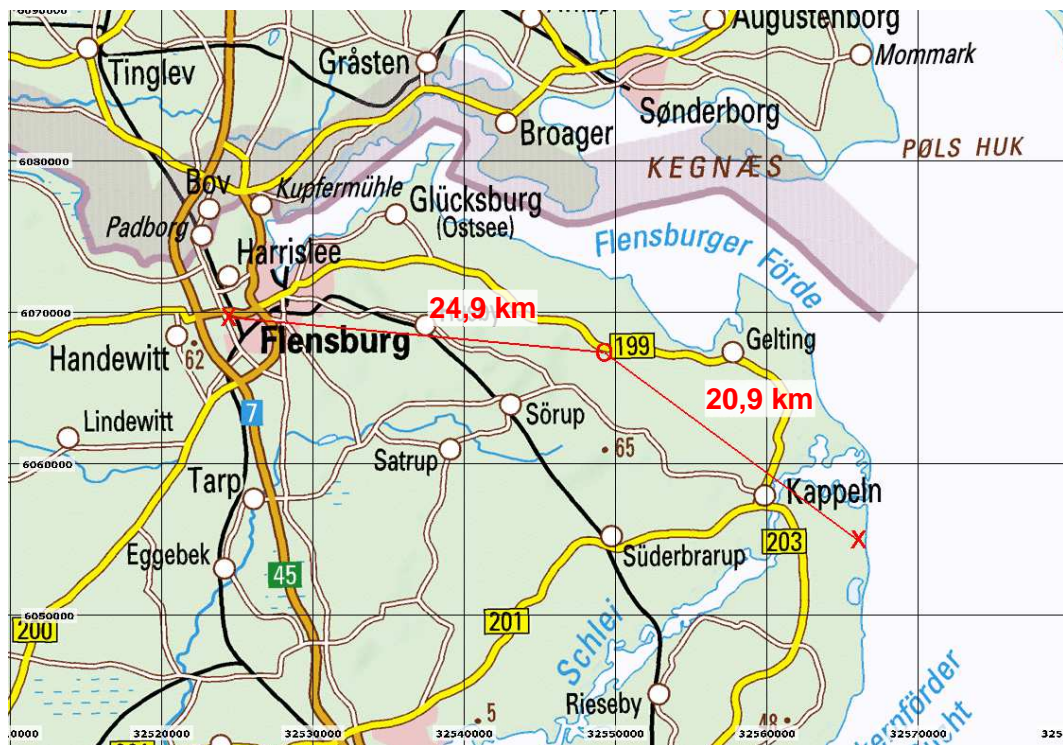 Augustenborg
Mommark
Tinglev
Gråsten
Sønderborg
Broager
PØLS HUK
KEGNÆS
6080000
Bov
Kupfermühle
Glücksburg
(Ostsee)
Padborg
Harrislee
Flensburger Förde
24,9 km
6070000
Flensburg
199
Gelting
Handewitt
62
20,9 km
7
Lindewitt
Sörup
Satrup
65
6060000
Tarp
Kappeln
203
Eggebek
Süderbrarup
45
6050000
200
201
Schlei
Rieseby
5
48
32520000
32530000
32540000
32550000
32560000
32570000